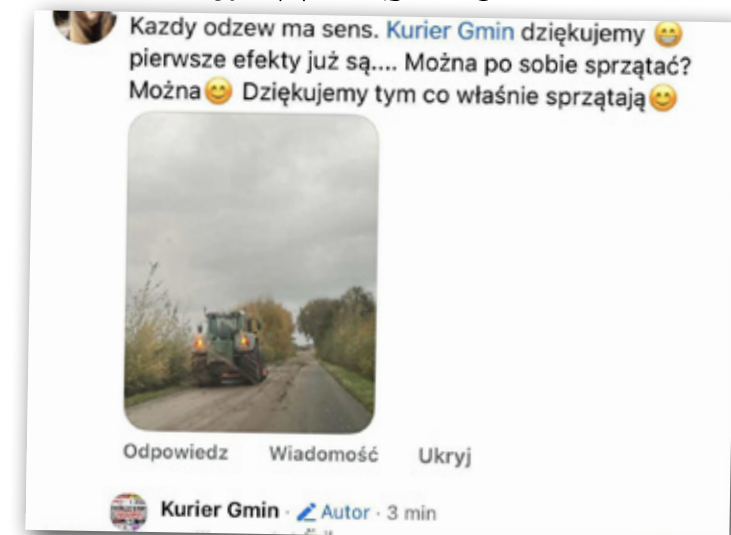 Kazdy odzew ma sens. Kurier Gmin dziękujemy 😁
pierwsze efekty już są.... Można po sobie sprzątać?
Można😊 Dziękujemy tym co właśnie sprzątają😊
Odpowiedz Wiadomość Ukryj
Kurier Gmin · Autor · 3 min